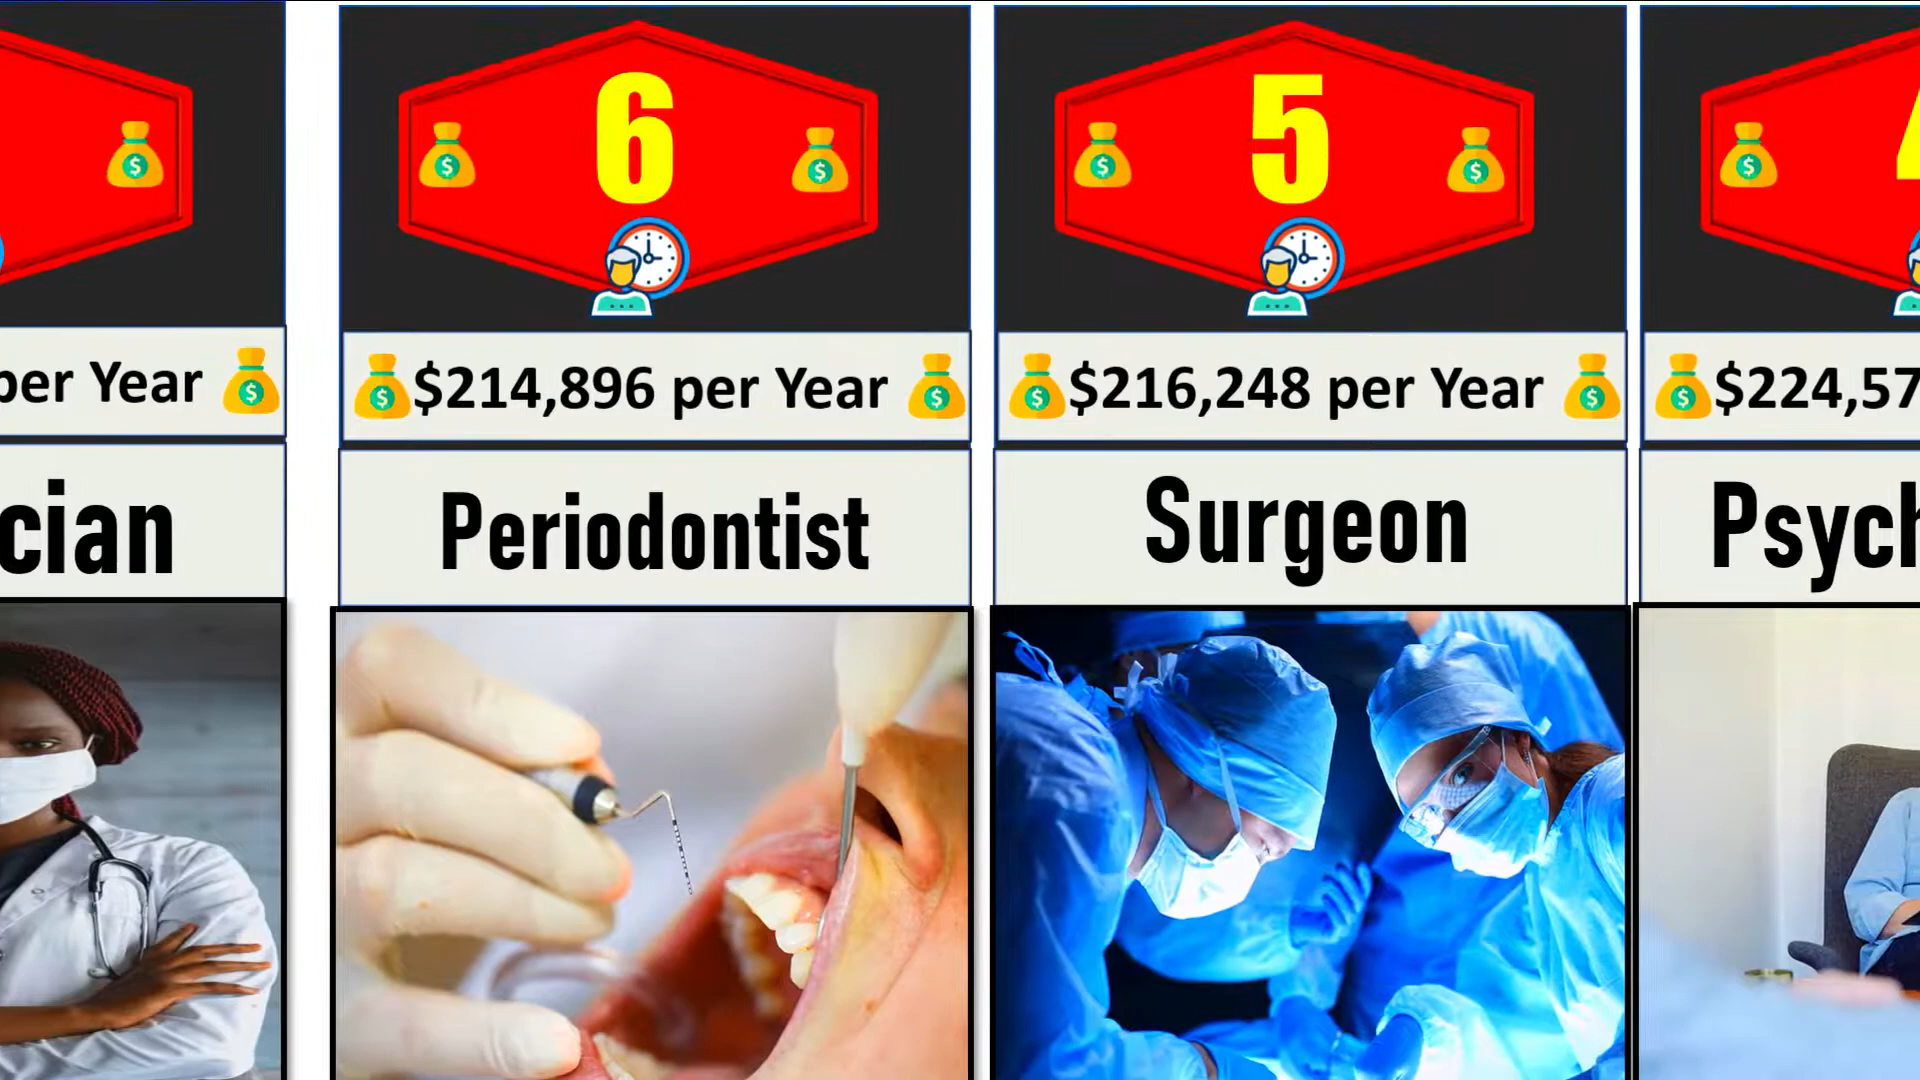 per Year
cian
6
$214,896 per Year
Periodontist
5
$216,248 per Year
Surgeon
$224,57
Psych